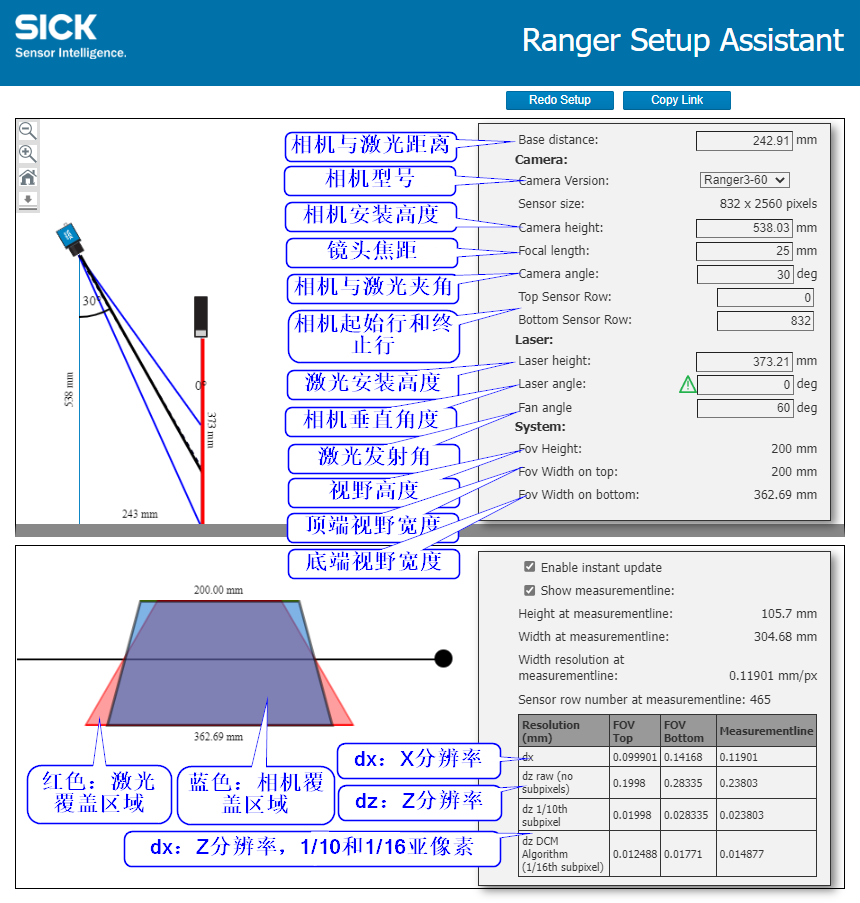 SICK
Sensor Intelligence.
Ranger Setup Assistant
Redo Setup
Copy Link
相机与激光距离
相机型号
相机安装高度
镜头焦距
相机与激光夹角
相机起始行和终
止行
激光安装高度
相机垂直角度
激光发射角
视野高度
顶端视野宽度
底端视野宽度
30°
0°
538 mm
373 mm
243 mm
Base distance: 242.91 mm
Camera:
Camera Version: Ranger3-60
Sensor size: 832 x 2560 pixels
Camera height: 538.03 mm
Focal length: 25 mm
Camera angle: 30 deg
Top Sensor Row: 0
Bottom Sensor Row: 832
Laser:
Laser height: 373.21 mm
Laser angle: 0 deg
Fan angle 60 deg
System:
Fov Height: 200 mm
Fov Width on top: 200 mm
Fov Width on bottom: 362.69 mm
200.00 mm
362.69 mm
红色：激光
覆盖区域
蓝色：相机覆
盖区域
dx：X分辨率
dz：Z分辨率
dx：Z分辨率，1/10和1/16亚像素
Enable instant update
Show measurementline:
Height at measurementline: 105.7 mm
Width at measurementline: 304.68 mm
Width resolution at
measurementline: 0.11901 mm/px
Sensor row number at measurementline: 465
Resolution (mm) FOV Top FOV Bottom Measurementline
dx 0.099901 0.14168 0.11901
dz raw (no subpixels) 0.1998 0.28335 0.23803
dz 1/10th subpixel 0.01998 0.028335 0.023803
dz DCM Algorithm (1/16th subpixel) 0.012488 0.01771 0.014877